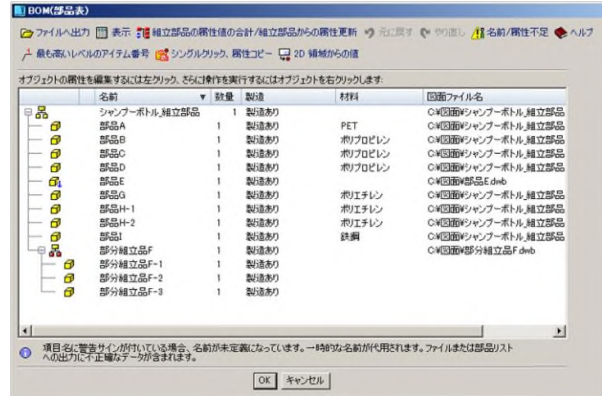 BOM(部品表)
ファイルへ出力 表示 組立部品の属性値の合計/組立部品からの属性更新 元に戻す やり直し 名前/属性不足 ヘルプ
最も高いレベルのアイテム番号 シングルクリック、属性コピー 2D 領域からの値
オブジェクトの属性を編集するには左クリック、さらに操作を実行するにはオブジェクトを右クリックします:
名前 数量 製造 材料 図面ファイル名
シャンプーボトル_組立部品 1 製造あり C:¥図面¥シャンプーボトル_組立部品
部品A 1 製造あり PET C:¥図面¥シャンプーボトル_組立部品
部品B 1 製造あり ポリプロピレン C:¥図面¥シャンプーボトル_組立部品
部品C 1 製造あり ポリプロピレン C:¥図面¥シャンプーボトル_組立部品
部品D 1 製造あり ポリプロピレン C:¥図面¥シャンプーボトル_組立部品
部品E 1 製造あり C:¥図面¥部品E.dwb
部品G 1 製造あり ポリエチレン C:¥図面¥シャンプーボトル_組立部品
部品H-1 1 製造あり ポリエチレン C:¥図面¥シャンプーボトル_組立部品
部品H-2 1 製造あり ポリエチレン C:¥図面¥シャンプーボトル_組立部品
部品I 1 製造あり 鉄鋼 C:¥図面¥シャンプーボトル_組立部品
部分組立品F 1 製造あり C:¥図面¥部分組立品F.dwb
部分組立品F-1 1 製造あり
部分組立品F-2 1 製造あり
部分組立品F-3 1 製造あり
項目名に警告サインが付いている場合、名前が未定義になっています。一時的な名前が代用されます。ファイルまたは部品リスト
への出力に不正確なデータが含まれます。
OK キャンセル